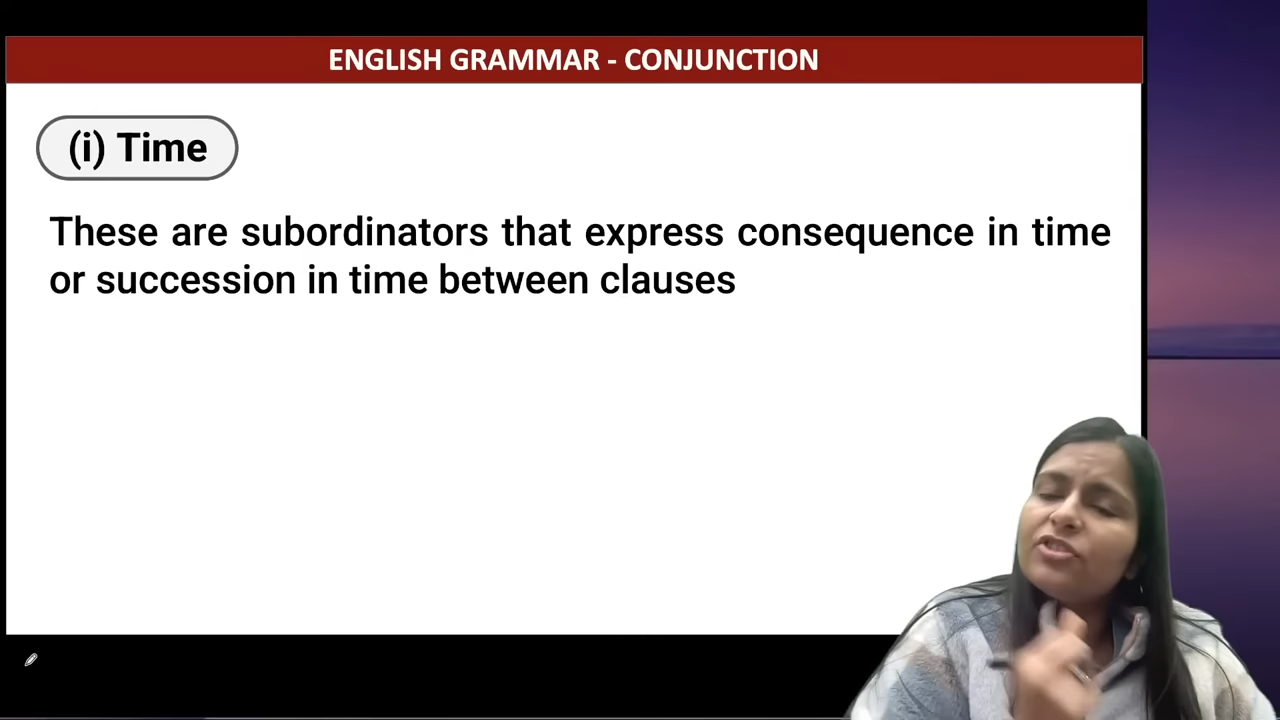 ENGLISH GRAMMAR - CONJUNCTION
(i) Time
These are subordinators that express consequence in time
or succession in time between clauses